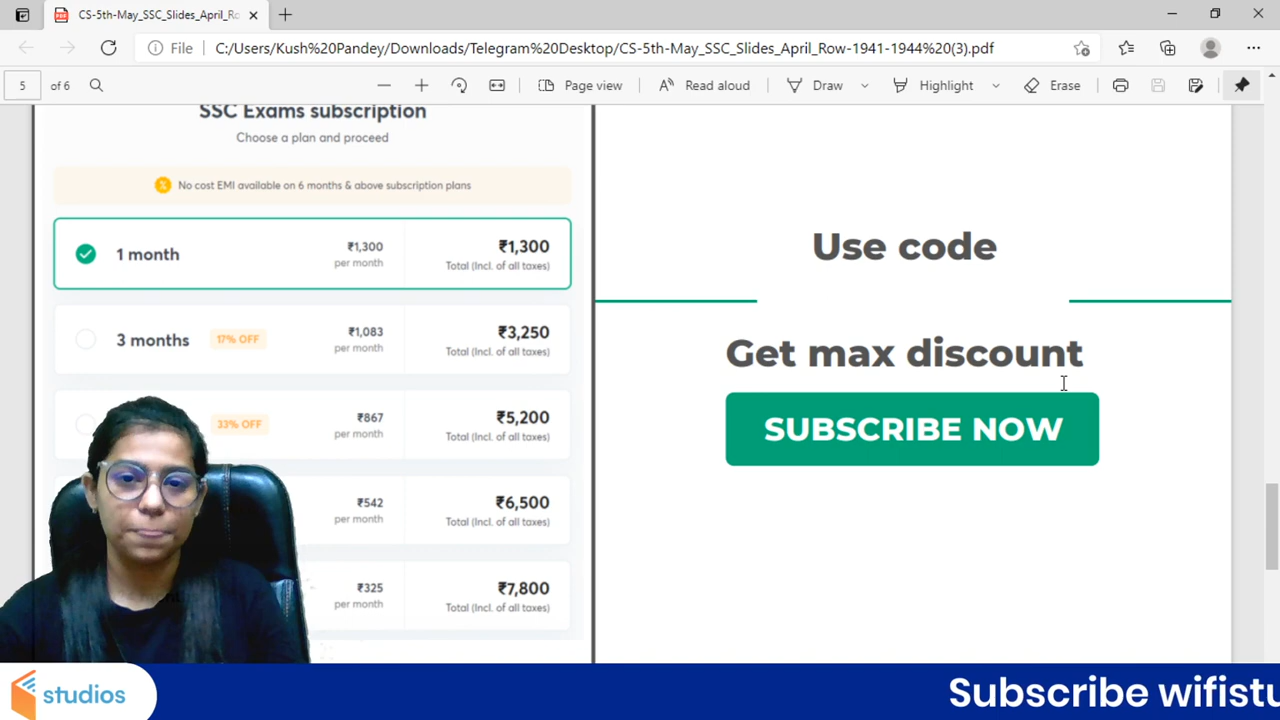 CS-5th-May_SSC_Slides_April_Ro
File
C:/Users/Kush%20Pandey/Downloads/Telegram%20Desktop/CS-5th-May_SSC_Slides_April_Row-1941-1944%20(3).pdf
5 of 6
Page view
Read aloud
Draw
Highlight
Erase
SSC Exams subscription
Choose a plan and proceed
No cost EMI available on 6 months & above subscription plans
1 month ₹1,300 ₹1,300
per month Total (Incl. of all taxes)
3 months 17% OFF ₹1,083 ₹3,250
per month Total (Incl. of all taxes)
33% OFF ₹867 ₹5,200
per month Total (Incl. of all taxes)
₹542 ₹6,500
per month Total (Incl. of all taxes)
₹325 ₹7,800
per month Total (Incl. of all taxes)
Use code
Get max discount
SUBSCRIBE NOW
studios
Subscribe wifistu